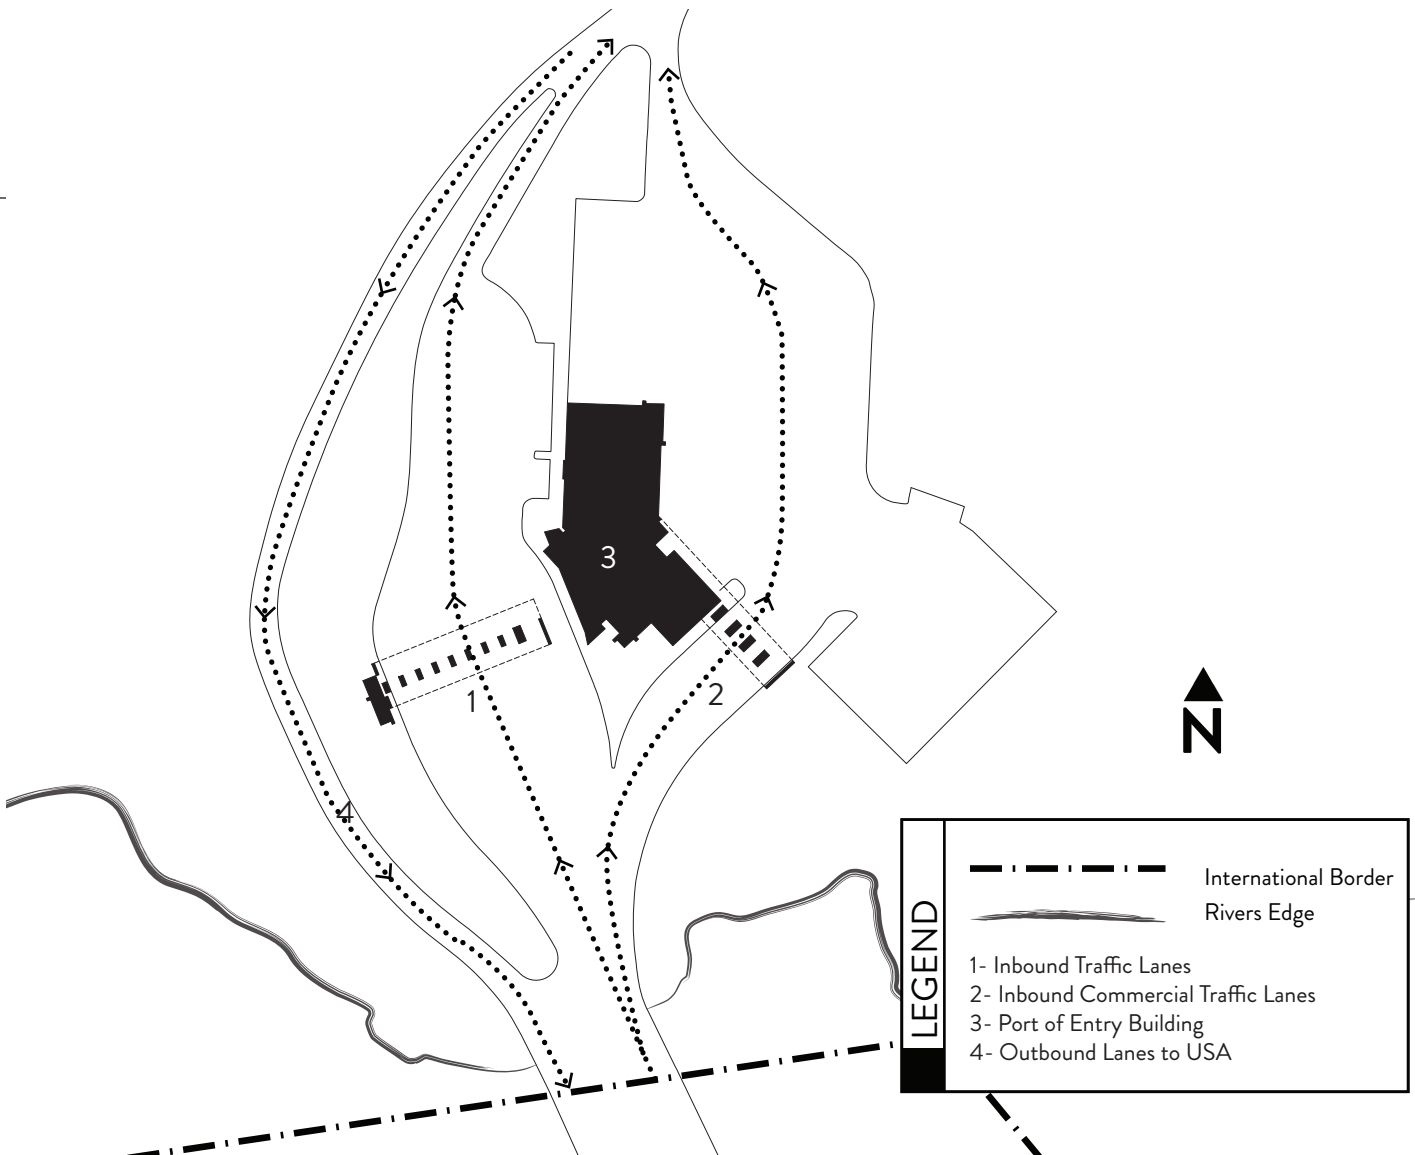 3
1
2
4
N
LEGEND
International Border
Rivers Edge
1- Inbound Traffic Lanes
2- Inbound Commercial Traffic Lanes
3- Port of Entry Building
4- Outbound Lanes to USA